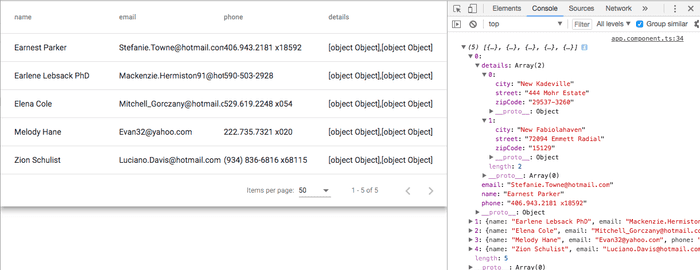 name email phone details
Earnest Parker Stefanie.Towne@hotmail.com 406.943.2181 x18592 [object Object],[object Object]
Earlene Lebsack PhD Mackenzie.Hermiston91@hot 590-503-2928 [object Object],[object Object]
Elena Cole Mitchell_Gorczany@hotmail.c 529.619.2248 x054 [object Object],[object Object]
Melody Hane Evan32@yahoo.com 222.735.7321 x020 [object Object],[object Object]
Zion Schulist Luciano.Davis@hotmail.com (934) 836-6816 x68115 [object Object],[object Object]
Items per page: 50 1 - 5 of 5
Elements Console Sources Network
top Filter All levels Group similar
app.component.ts:34
(5) [{…}, {…}, {…}, {…}, {…}]
0:
details: Array(2)
0:
city: "New Kadeville"
street: "444 Mohr Estate"
zipCode: "29537-3260"
__proto__: Object
1:
city: "New Fabiolahaven"
street: "72094 Emmett Radial"
zipCode: "15129"
__proto__: Object
length: 2
__proto__: Array(0)
email: "Stefanie.Towne@hotmail.com"
name: "Earnest Parker"
phone: "406.943.2181 x18592"
__proto__: Object
1: {name: "Earlene Lebsack PhD", email: "Mackenzie.Hermiston
2: {name: "Elena Cole", email: "Mitchell_Gorczany@hotmail.c
3: {name: "Melody Hane", email: "Evan32@yahoo.com", phone: "
4: {name: "Zion Schulist", email: "Luciano.Davis@hotmail.co
length: 5
__proto__: Array(0)